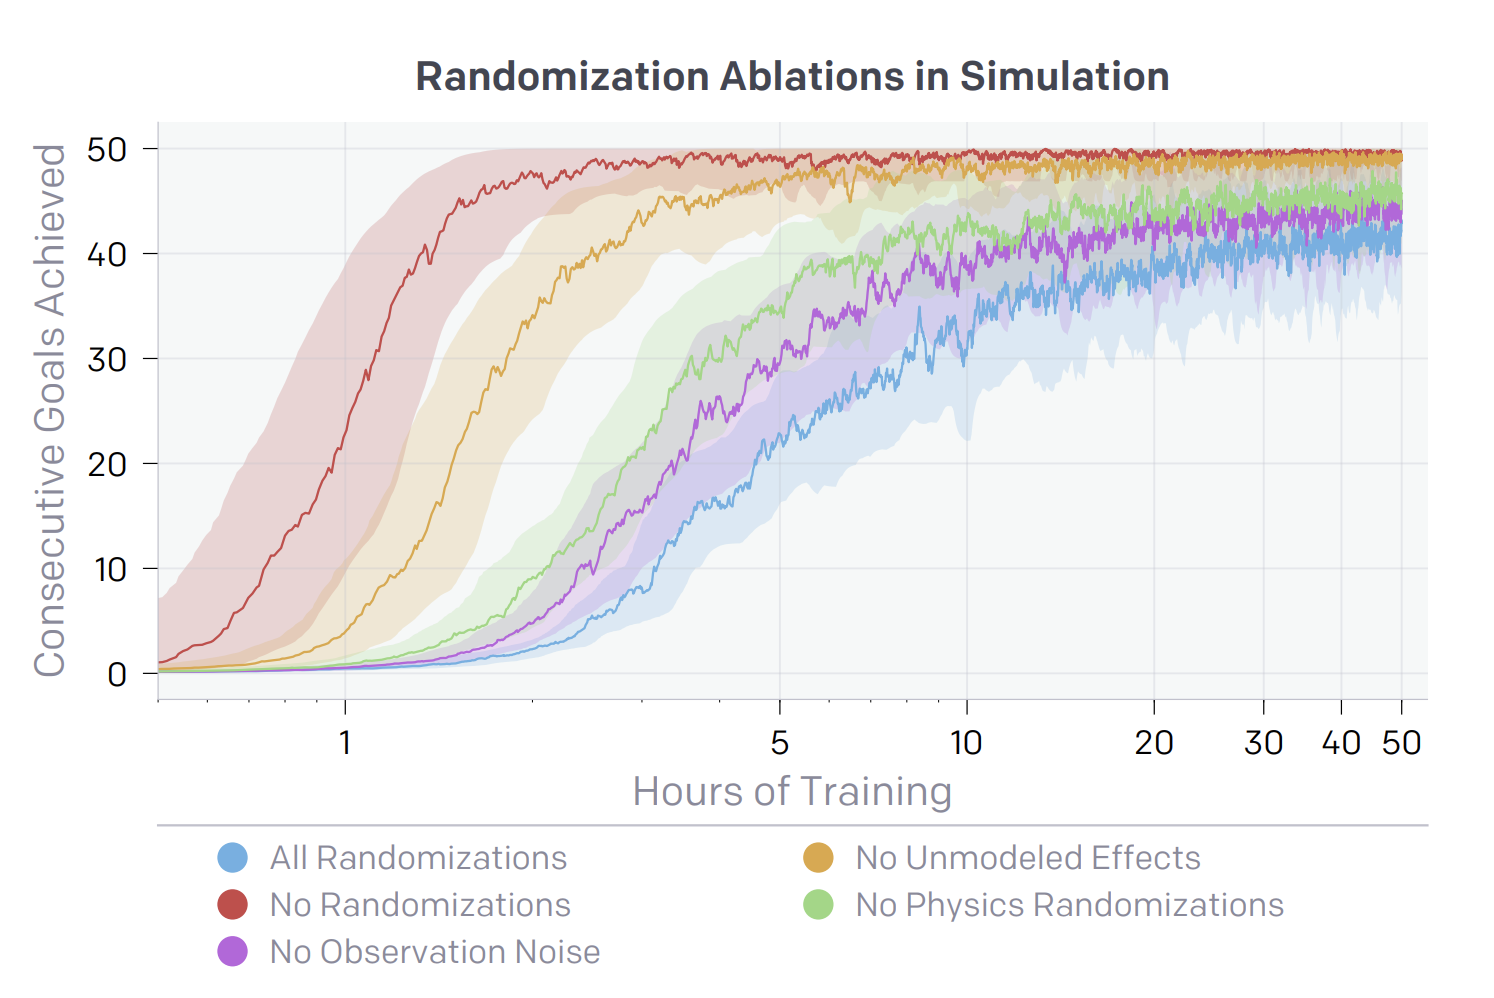 Randomization Ablations in Simulation
Consecutive Goals Achieved
50
40
30
20
10
0
1 5 10 20 30 40 50
Hours of Training
All Randomizations
No Randomizations
No Observation Noise
No Unmodeled Effects
No Physics Randomizations